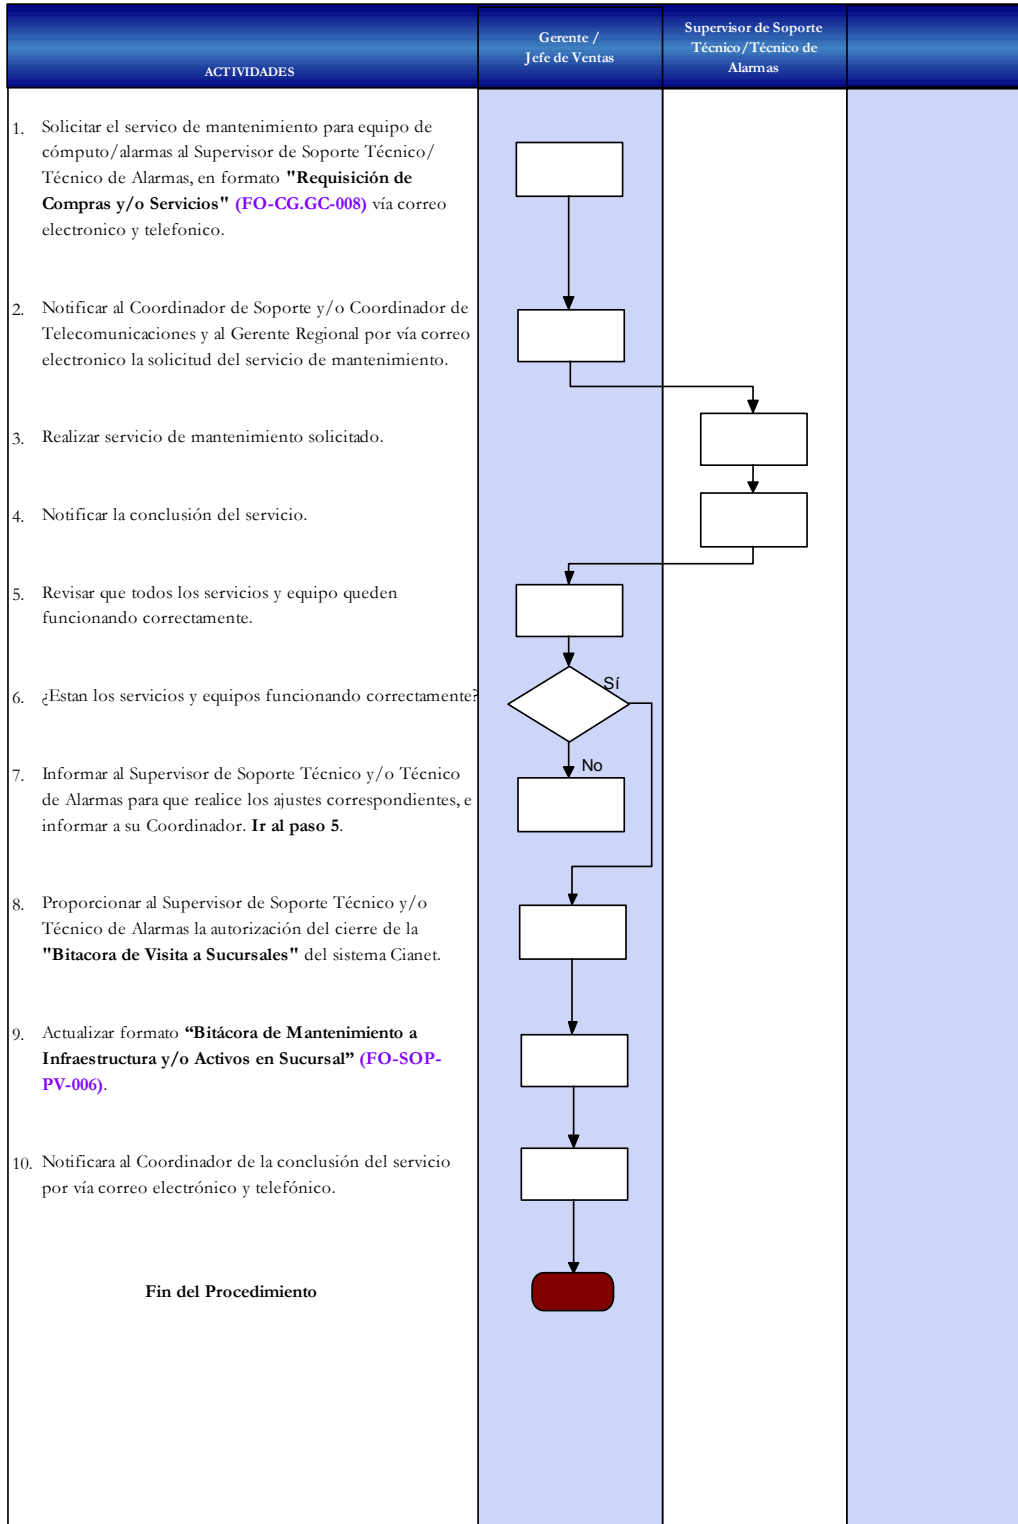 ACTIVIDADES
Gerente /
Jefe de Ventas
Supervisor de Soporte
Técnico/Técnico de
Alarmas
1. Solicitar el servico de mantenimiento para equipo de
cómputo/alarmas al Supervisor de Soporte Técnico/
Técnico de Alarmas, en formato "Requisición de
Compras y/o Servicios" (FO-CG.GC-008) vía correo
electronico y telefonico.
2. Notificar al Coordinador de Soporte y/o Coordinador de
Telecomunicaciones y al Gerente Regional por vía correo
electronico la solicitud del servicio de mantenimiento.
3. Realizar servicio de mantenimiento solicitado.
4. Notificar la conclusión del servicio.
5. Revisar que todos los servicios y equipo queden
funcionando correctamente.
6. ¿Estan los servicios y equipos funcionando correctamente?
Sí
No
7. Informar al Supervisor de Soporte Técnico y/o Técnico
de Alarmas para que realice los ajustes correspondientes, e
informar a su Coordinador. Ir al paso 5.
8. Proporcionar al Supervisor de Soporte Técnico y/o
Técnico de Alarmas la autorización del cierre de la
"Bitacora de Visita a Sucursales" del sistema Cianet.
9. Actualizar formato “Bitácora de Mantenimiento a
Infraestructura y/o Activos en Sucursal” (FO-SOP-
PV-006).
10. Notificara al Coordinador de la conclusión del servicio
por vía correo electrónico y telefónico.
Fin del Procedimiento